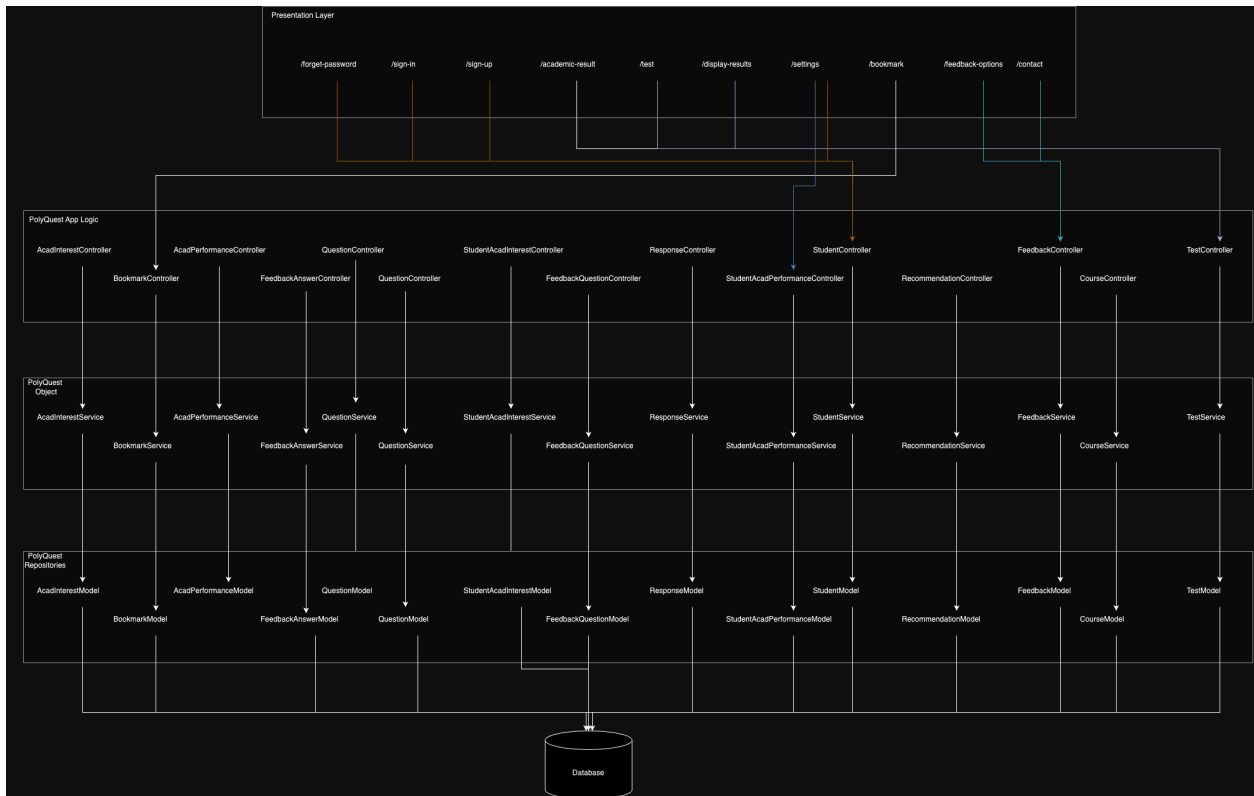 Presentation Layer
/forget-password
/sign-in
/sign-up
/academic-result
/test
/display-results
/settings
/bookmark
/feedback-options
/contact
PolyQuest App Logic
AcadInterestController
AcadPerformanceController
QuestionController
StudentAcadInterestController
ResponseController
StudentController
FeedbackController
TestController
BookmarkController
FeedbackAnswerController
QuestionController
FeedbackQuestionController
StudentAcadPerformanceController
RecommendationController
CourseController
PolyQuest
Object
AcadInterestService
AcadPerformanceService
QuestionService
StudentAcadInterestService
ResponseService
StudentService
FeedbackService
TestService
BookmarkService
FeedbackAnswerService
QuestionService
FeedbackQuestionService
StudentAcadPerformanceService
RecommendationService
CourseService
PolyQuest
Repositories
AcadInterestModel
AcadPerformanceModel
QuestionModel
StudentAcadInterestModel
ResponseModel
StudentModel
FeedbackModel
TestModel
BookmarkModel
FeedbackAnswerModel
QuestionModel
FeedbackQuestionModel
StudentAcadPerformanceModel
RecommendationModel
CourseModel
Database